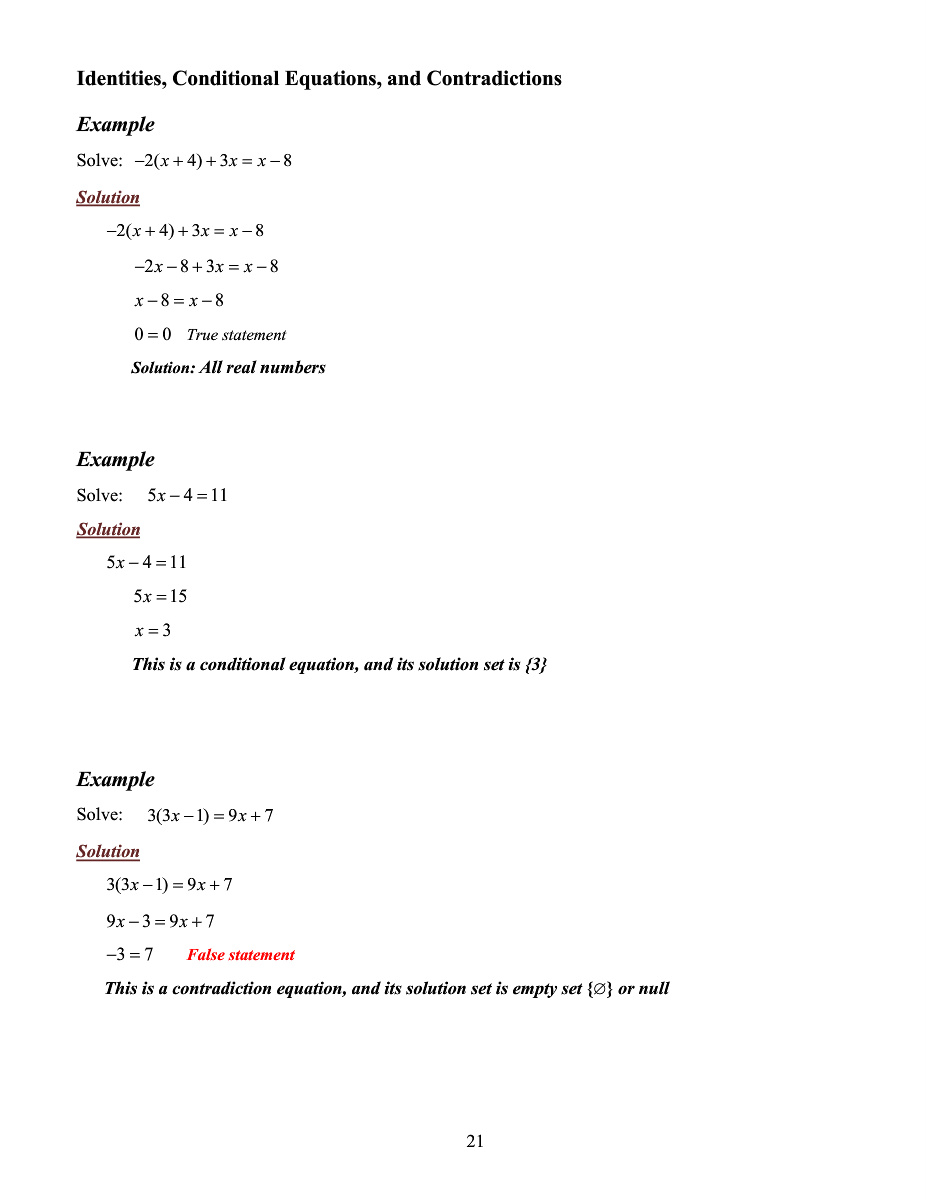 Identities, Conditional Equations, and Contradictions
Example
Solve: −2(x + 4) + 3x = x − 8
Solution
−2(x + 4) + 3x = x − 8
−2x − 8 + 3x = x − 8
x − 8 = x − 8
0 = 0 True statement
Solution: All real numbers
Example
Solve: 5x − 4 = 11
Solution
5x − 4 = 11
5x = 15
x = 3
This is a conditional equation, and its solution set is {3}
Example
Solve: 3(3x − 1) = 9x + 7
Solution
3(3x − 1) = 9x + 7
9x − 3 = 9x + 7
−3 = 7 False statement
This is a contradiction equation, and its solution set is empty set {∅} or null
21